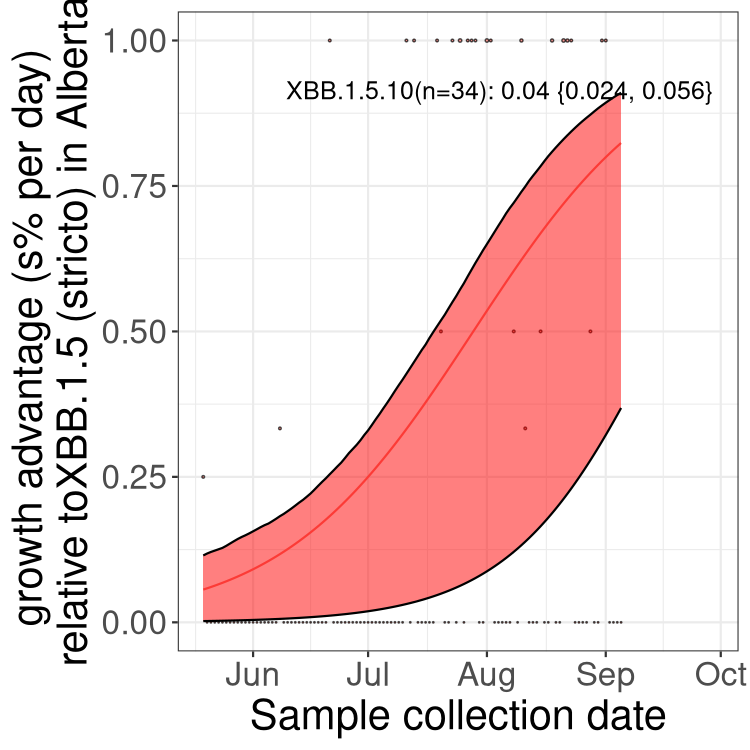 growth advantage (s% per day)
relative toXBB.1.5 (stricto) in Alberta
1.00
0.75
0.50
0.25
0.00
XBB.1.5.10(n=34): 0.04 {0.024, 0.056}
Jun Jul Aug Sep Oct
Sample collection date